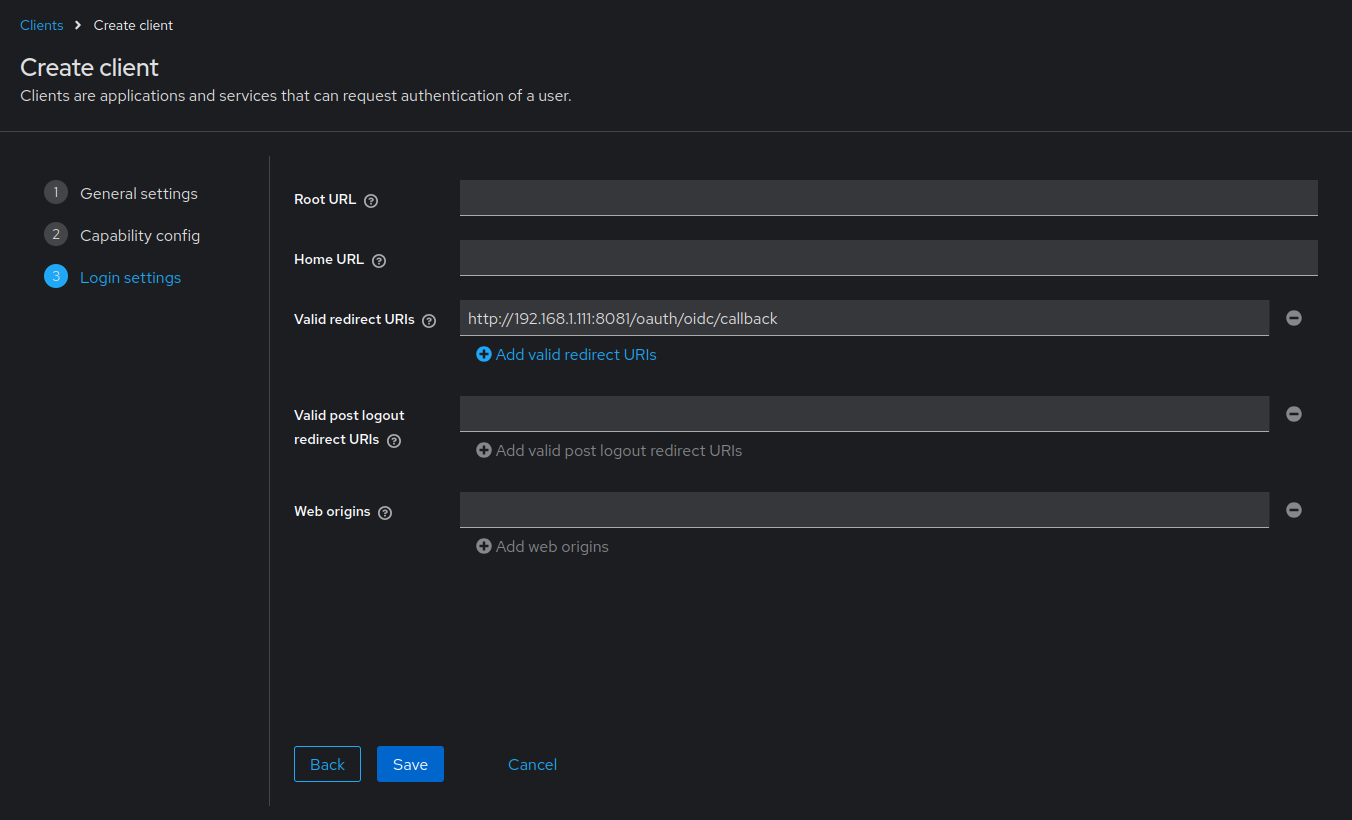 Clients > Create client
Create client
Clients are applications and services that can request authentication of a user.
1 General settings
2 Capability config
3 Login settings
Root URL ?
Home URL ?
Valid redirect URIs ? http://192.168.1.111:8081/oauth/oidc/callback
Add valid redirect URIs
Valid post logout
redirect URIs ?
Add valid post logout redirect URIs
Web origins ?
Add web origins
Back Save Cancel